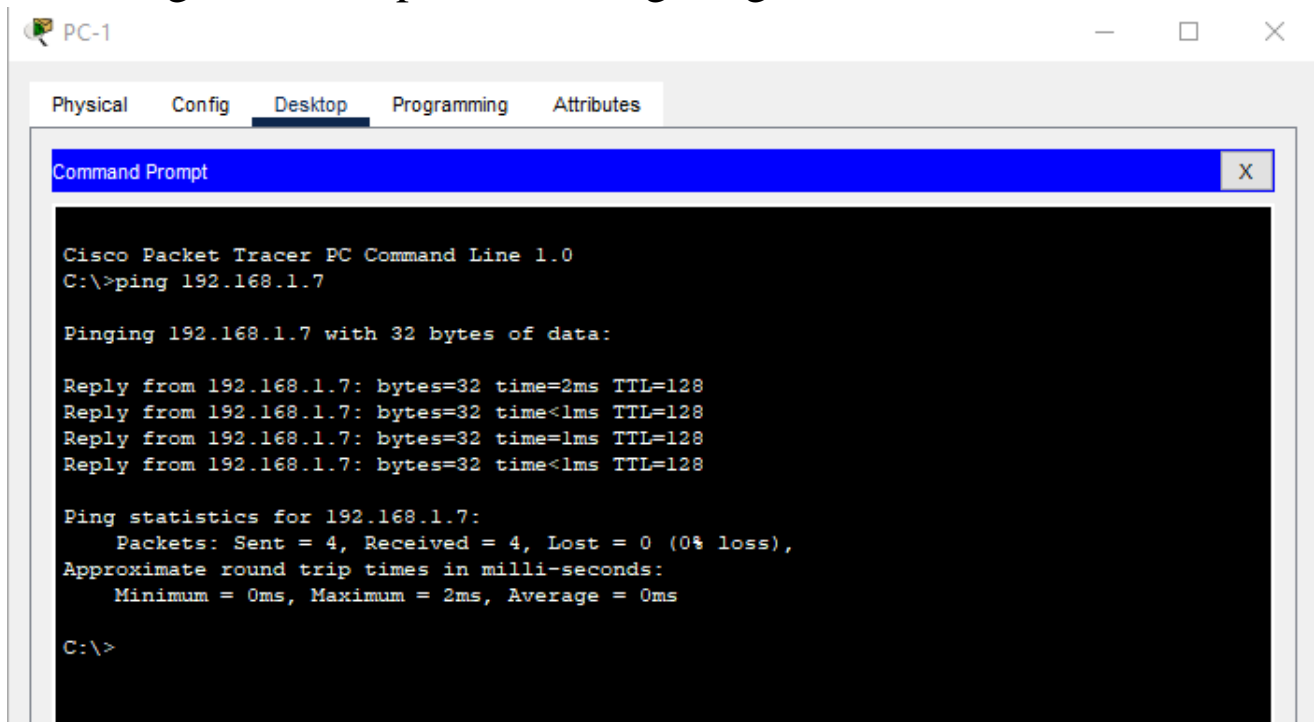 PC-1
Physical Config Desktop Programming Attributes
Command Prompt X
Cisco Packet Tracer PC Command Line 1.0
C:\>ping 192.168.1.7
Pinging 192.168.1.7 with 32 bytes of data:
Reply from 192.168.1.7: bytes=32 time=2ms TTL=128
Reply from 192.168.1.7: bytes=32 time<1ms TTL=128
Reply from 192.168.1.7: bytes=32 time=1ms TTL=128
Reply from 192.168.1.7: bytes=32 time<1ms TTL=128
Ping statistics for 192.168.1.7:
Packets: Sent = 4, Received = 4, Lost = 0 (0% loss),
Approximate round trip times in milli-seconds:
Minimum = 0ms, Maximum = 2ms, Average = 0ms
C:\>